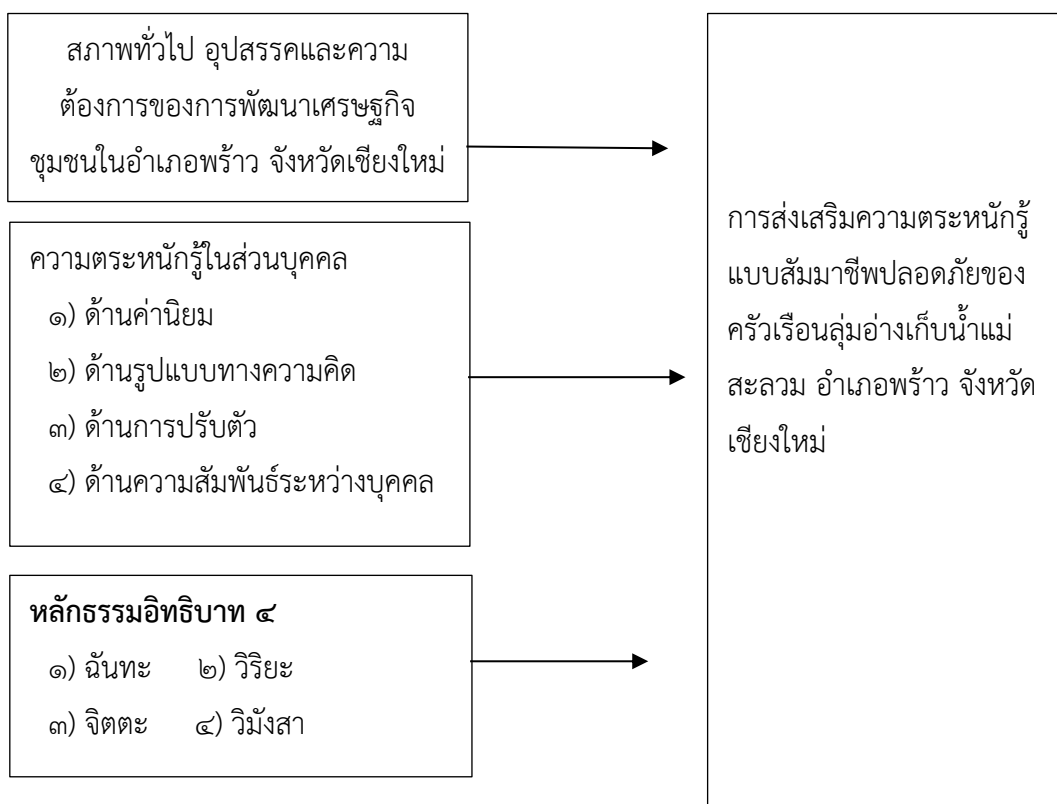 สภาพทั่วไป อุปสรรคและความ
ต้องการของการพัฒนาเศรษฐกิจ
ชุมชนในอำเภอพร้าว จังหวัดเชียงใหม่
ความตระหนักรู้ในส่วนบุคคล
๑) ด้านค่านิยม
๒) ด้านรูปแบบทางความคิด
๓) ด้านการปรับตัว
๔) ด้านความสัมพันธ์ระหว่างบุคคล
หลักธรรมอิทธิบาท ๔
๑) ฉันทะ ๒) วิริยะ
๓) จิตตะ ๔) วิมังสา
การส่งเสริมความตระหนักรู้
แบบสัมมาชีพปลอดภัยของ
ครัวเรือนลุ่มอ่างเก็บน้ำแม่
สะลวม อำเภอพร้าว จังหวัด
เชียงใหม่